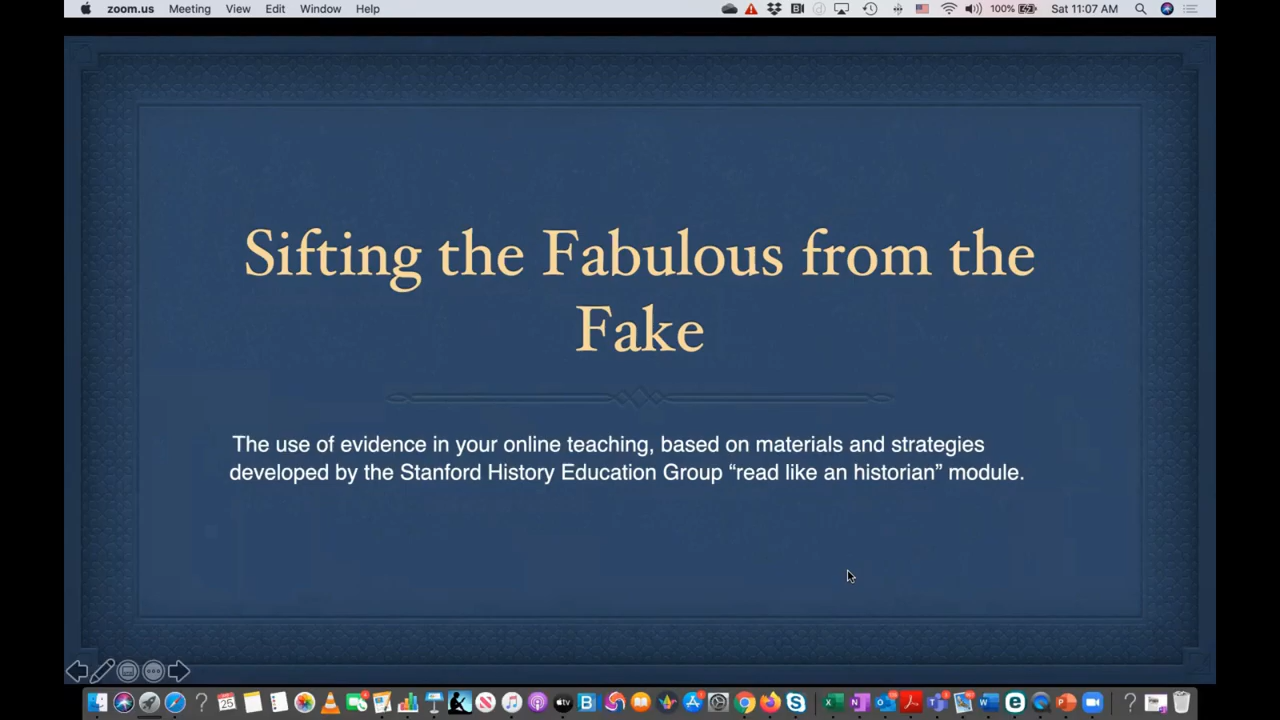 zoom.us Meeting View Edit Window Help 100% Sat 11:07 AM
Sifting the Fabulous from the
Fake
The use of evidence in your online teaching, based on materials and strategies
developed by the Stanford History Education Group “read like an historian” module.